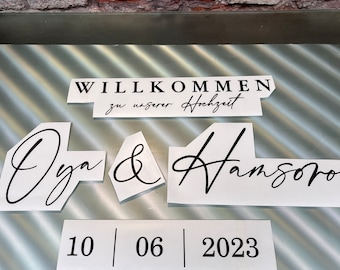 WILLKOMMEN
zu unserer Hochzeit
Oya & Hamsoro
10 | 06 | 2023